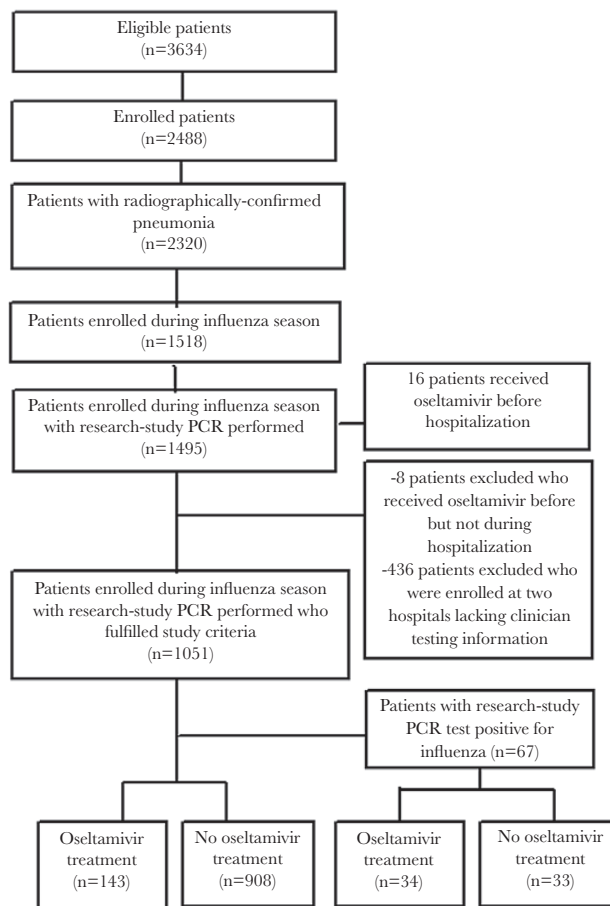 Eligible patients
(n=3634)
Enrolled patients
(n=2488)
Patients with radiographically-confirmed
pneumonia
(n=2320)
Patients enrolled during influenza season
(n=1518)
Patients enrolled during influenza season
with research-study PCR performed
(n=1495)
16 patients received
oseltamivir before
hospitalization
-8 patients excluded who
received oseltamivir before
but not during
hospitalization
-436 patients excluded who
were enrolled at two
hospitals lacking clinician
testing information
Patients enrolled during influenza season
with research-study PCR performed who
fulfilled study criteria
(n=1051)
Patients with research-study
PCR test positive for
influenza (n=67)
Oseltamivir
treatment
(n=143)
No oseltamivir
treatment
(n=908)
Oseltamivir
treatment
(n=34)
No oseltamivir
treatment
(n=33)